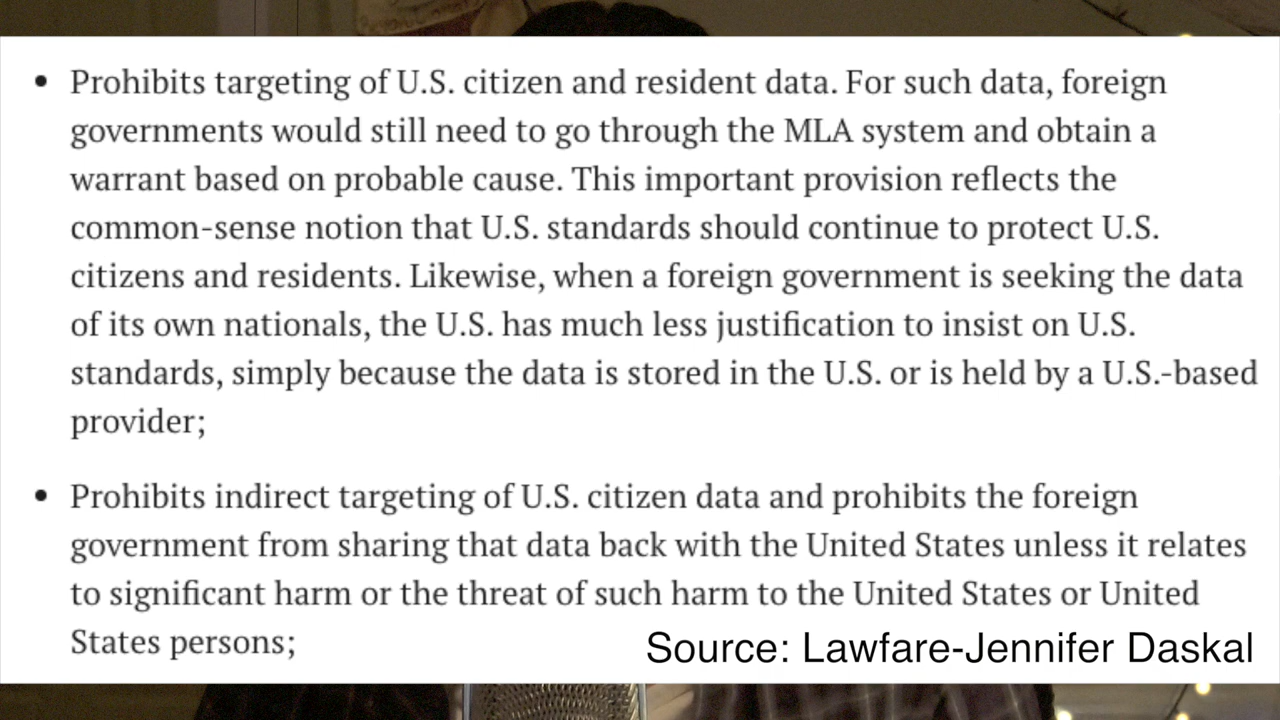 • Prohibits targeting of U.S. citizen and resident data. For such data, foreign
governments would still need to go through the MLA system and obtain a
warrant based on probable cause. This important provision reflects the
common-sense notion that U.S. standards should continue to protect U.S.
citizens and residents. Likewise, when a foreign government is seeking the data
of its own nationals, the U.S. has much less justification to insist on U.S.
standards, simply because the data is stored in the U.S. or is held by a U.S.-based
provider;
• Prohibits indirect targeting of U.S. citizen data and prohibits the foreign
government from sharing that data back with the United States unless it relates
to significant harm or the threat of such harm to the United States or United
States persons;
Source: Lawfare-Jennifer Daskal